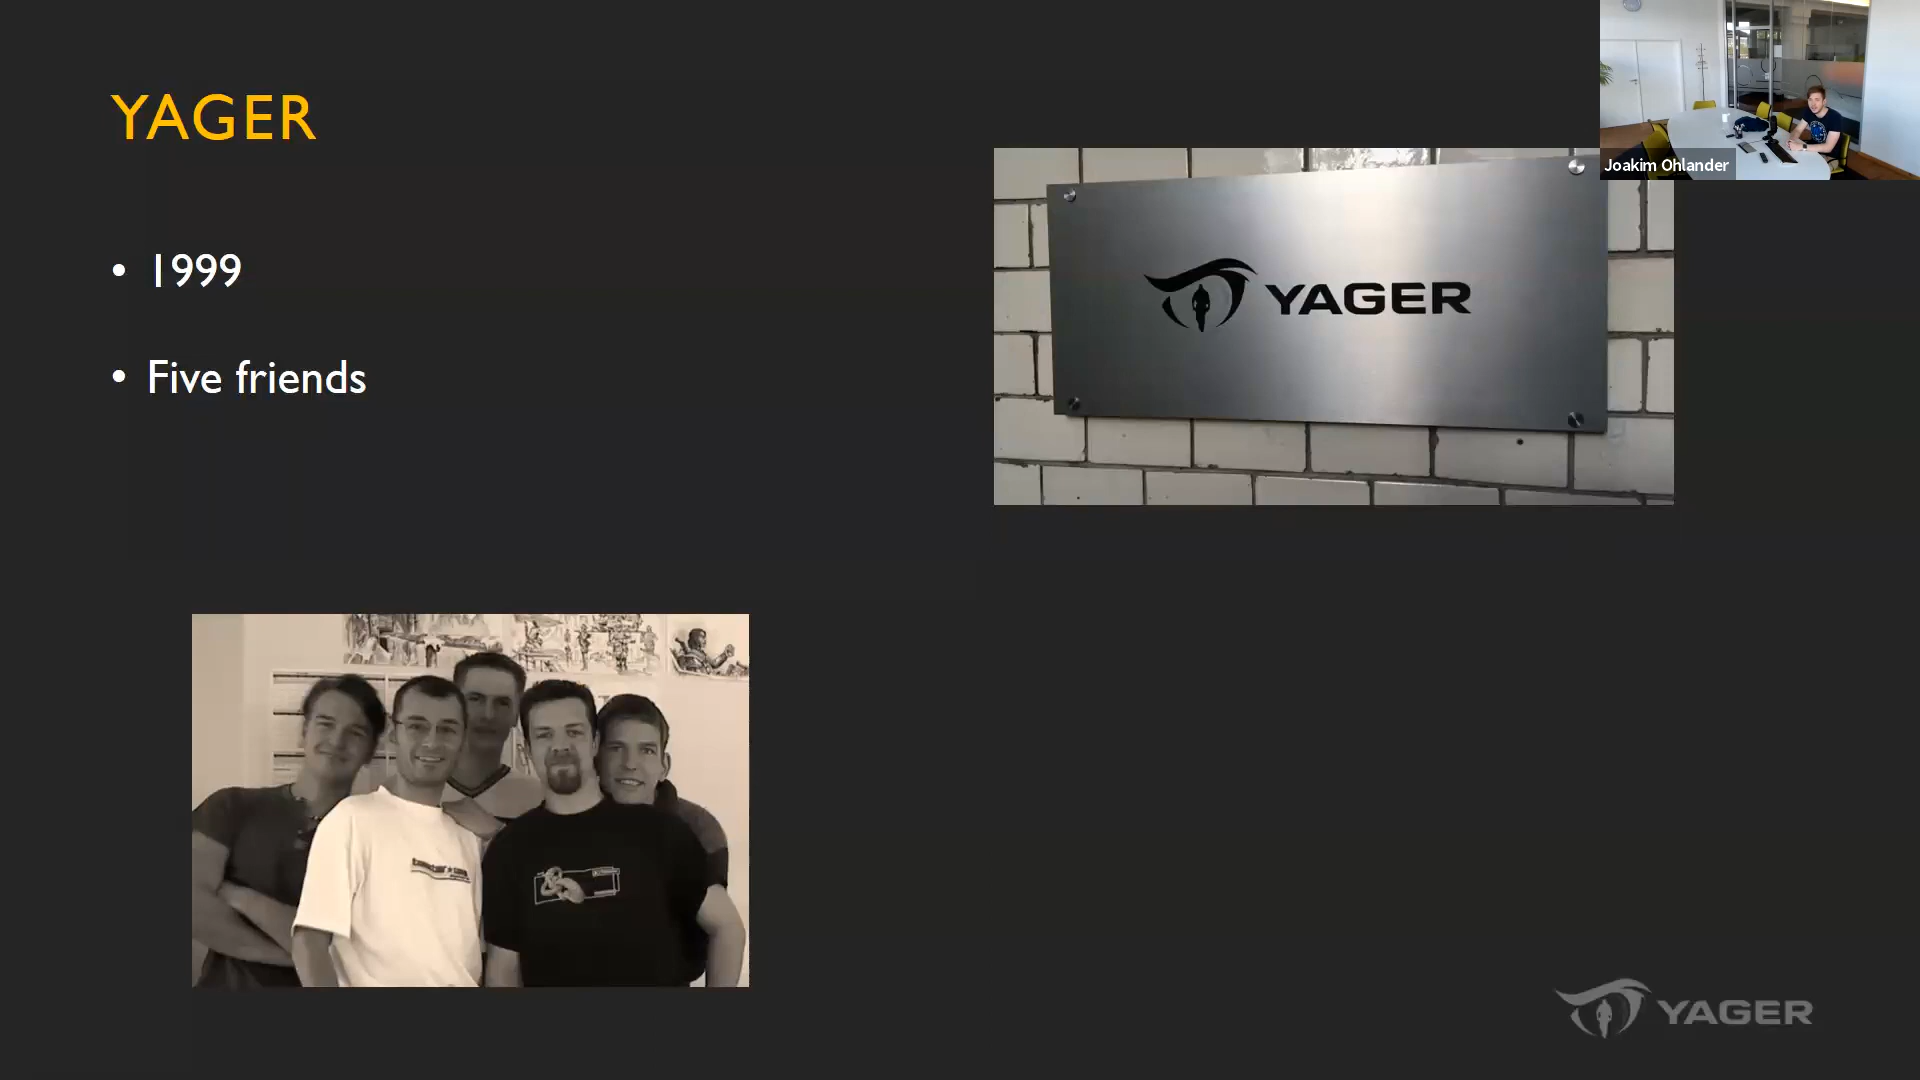 YAGER
• 1999
• Five friends
YAGER
Joakim Ohlander
YAGER